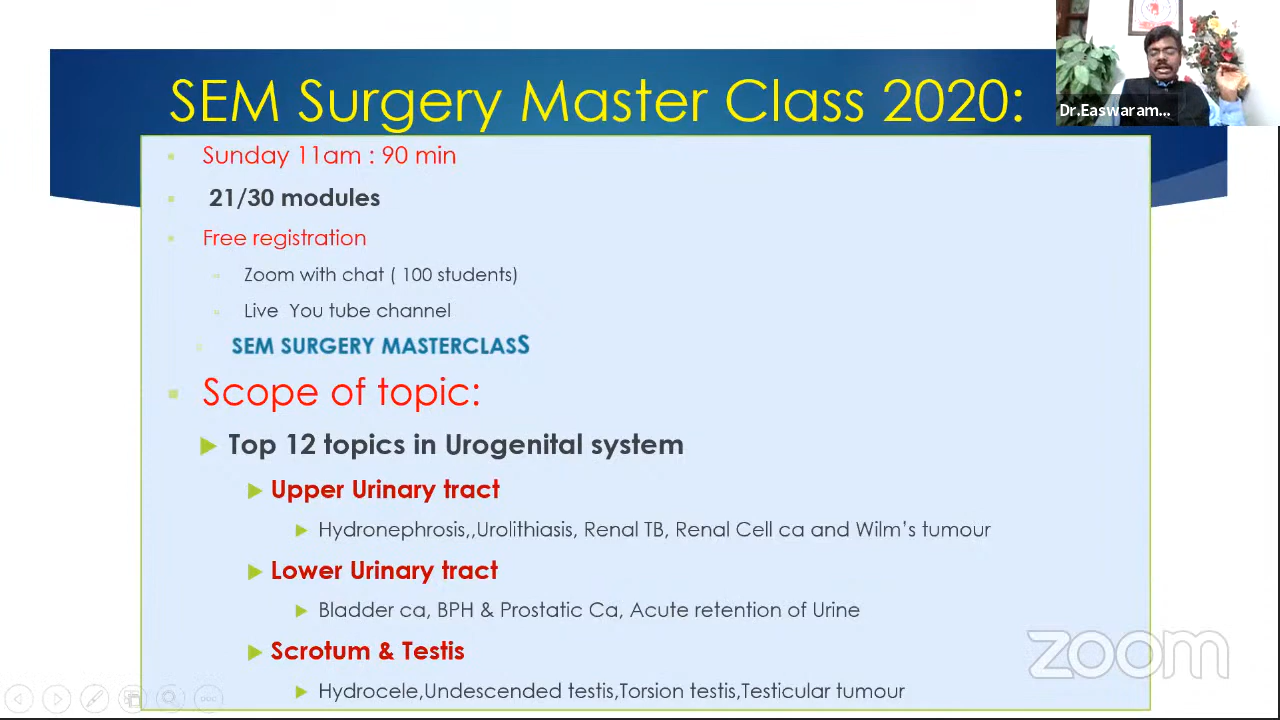 SEM Surgery Master Class 2020:
Dr.Easwaram...
Sunday 11am : 90 min
21/30 modules
Free registration
Zoom with chat ( 100 students)
Live You tube channel
SEM SURGERY MASTERCLASS
Scope of topic:
Top 12 topics in Urogenital system
Upper Urinary tract
Hydronephrosis,,Urolithiasis, Renal TB, Renal Cell ca and Wilm’s tumour
Lower Urinary tract
Bladder ca, BPH & Prostatic Ca, Acute retention of Urine
Scrotum & Testis
Hydrocele,Undescended testis,Torsion testis,Testicular tumour
zoom